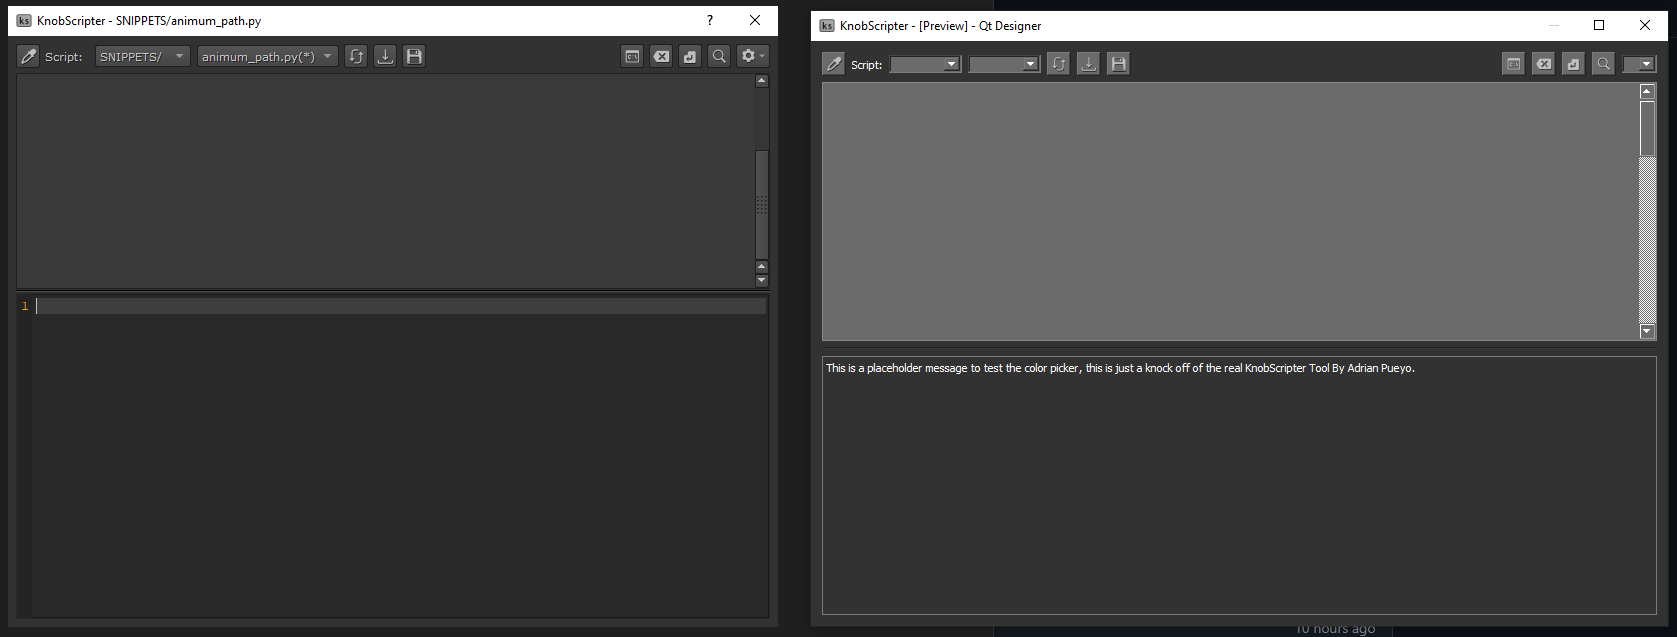 ks KnobScripter - SNIPPETS/animum_path.py ?
Script: SNIPPETS/ animum_path.py(*)
1
ks KnobScripter - [Preview] - Qt Designer
Script:
This is a placeholder message to test the color picker, this is just a knock off of the real KnobScripter Tool By Adrian Pueyo.
10 hours ago